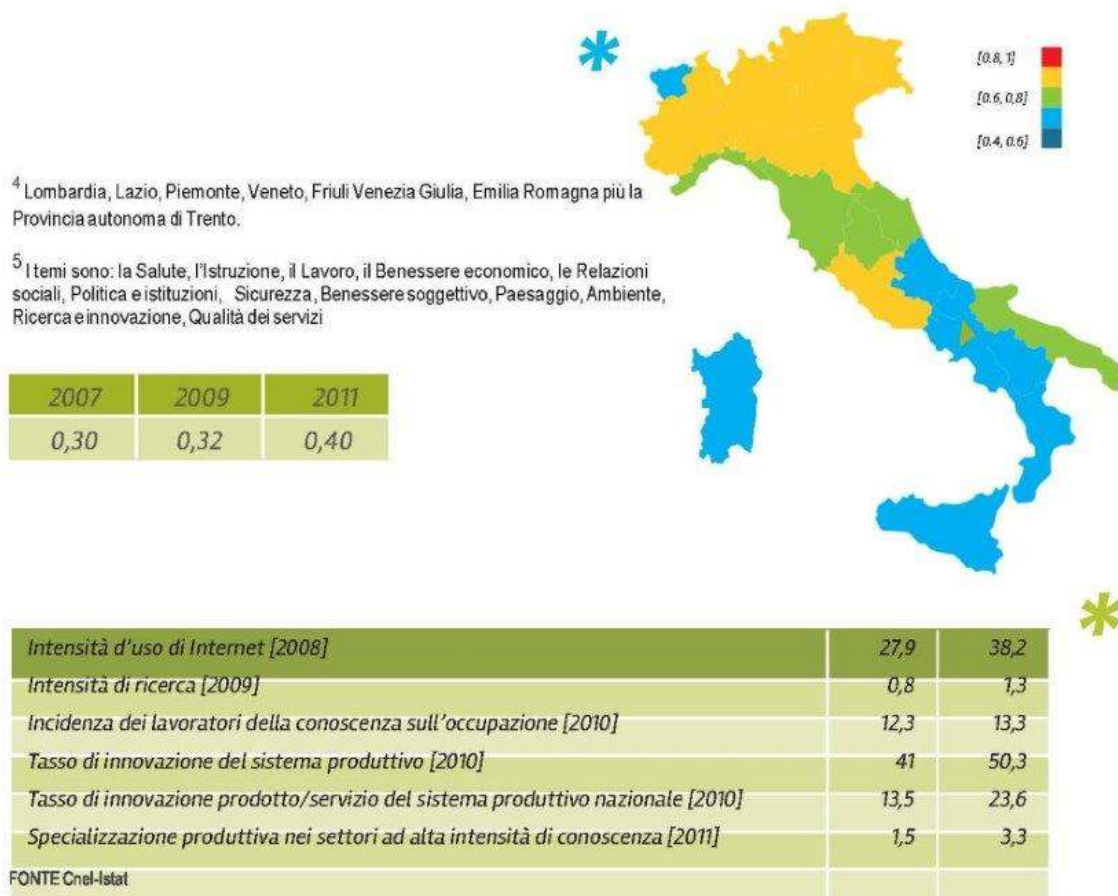 [0.8, 1]
[0.6, 0,8]
[0.4, 0.6]
4 Lombardia, Lazio, Piemonte, Veneto, Friuli Venezia Giulia, Emilia Romagna più la
Provincia autonoma di Trento.
5 I temi sono: la Salute, l'Istruzione, il Lavoro, il Benessere economico, le Relazioni
sociali, Politica e istituzioni, Sicurezza, Benessere soggettivo, Paesaggio, Ambiente,
Ricerca e innovazione, Qualità dei servizi
2007 2009 2011
0,30 0,32 0,40
Intensità d'uso di Internet [2008] 27,9 38,2
Intensità di ricerca [2009] 0,8 1,3
Incidenza dei lavoratori della conoscenza sull'occupazione [2010] 12,3 13,3
Tasso di innovazione del sistema produttivo [2010] 41 50,3
Tasso di innovazione prodotto/servizio del sistema produttivo nazionale [2010] 13,5 23,6
Specializzazione produttiva nei settori ad alta intensità di conoscenza [2011] 1,5 3,3
FONTE Cnel-Istat